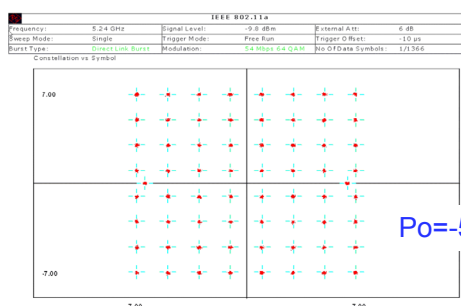 IEEE 802.11a
Frequency: 5.24 GHz Signal Level: -9.8 dBm External Att: 6 dB
Sweep Mode: Single Trigger Mode: Free Run Trigger Offset: -10 µs
Burst Type: Direct Link Burst Modulation: 54 Mbps 64 QAM No Of Data Symbols: 1/1366
Constellation vs Symbol
7.00
Po=-5
-7.00